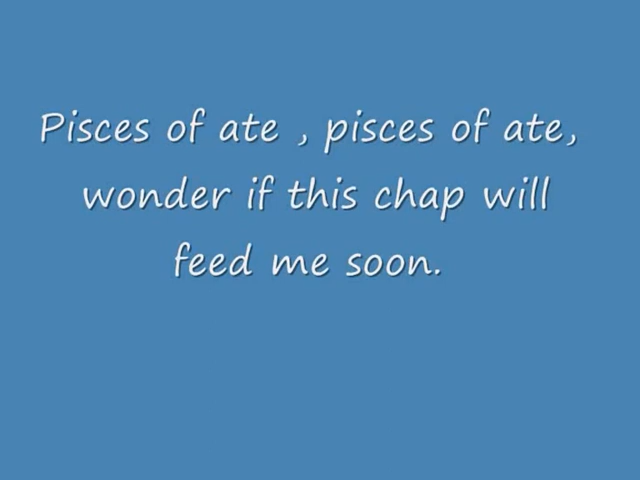 Pisces of ate , pisces of ate,
wonder if this chap will
feed me soon.